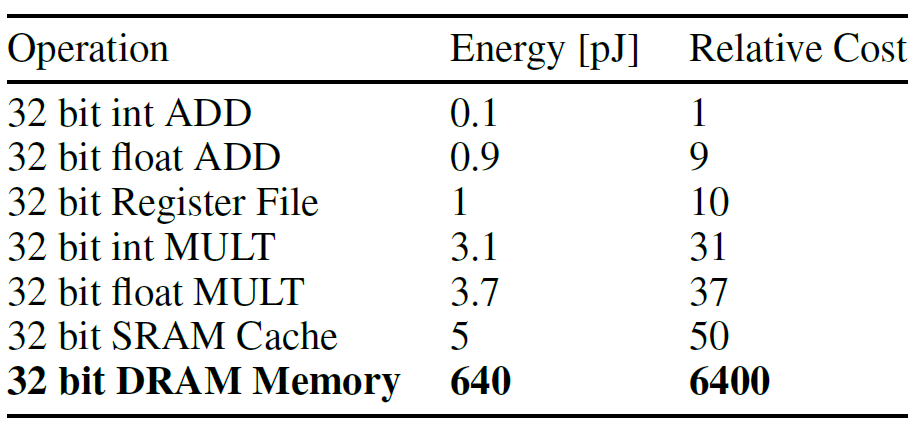 Operation Energy [pJ] Relative Cost
32 bit int ADD 0.1 1
32 bit float ADD 0.9 9
32 bit Register File 1 10
32 bit int MULT 3.1 31
32 bit float MULT 3.7 37
32 bit SRAM Cache 5 50
32 bit DRAM Memory 640 6400